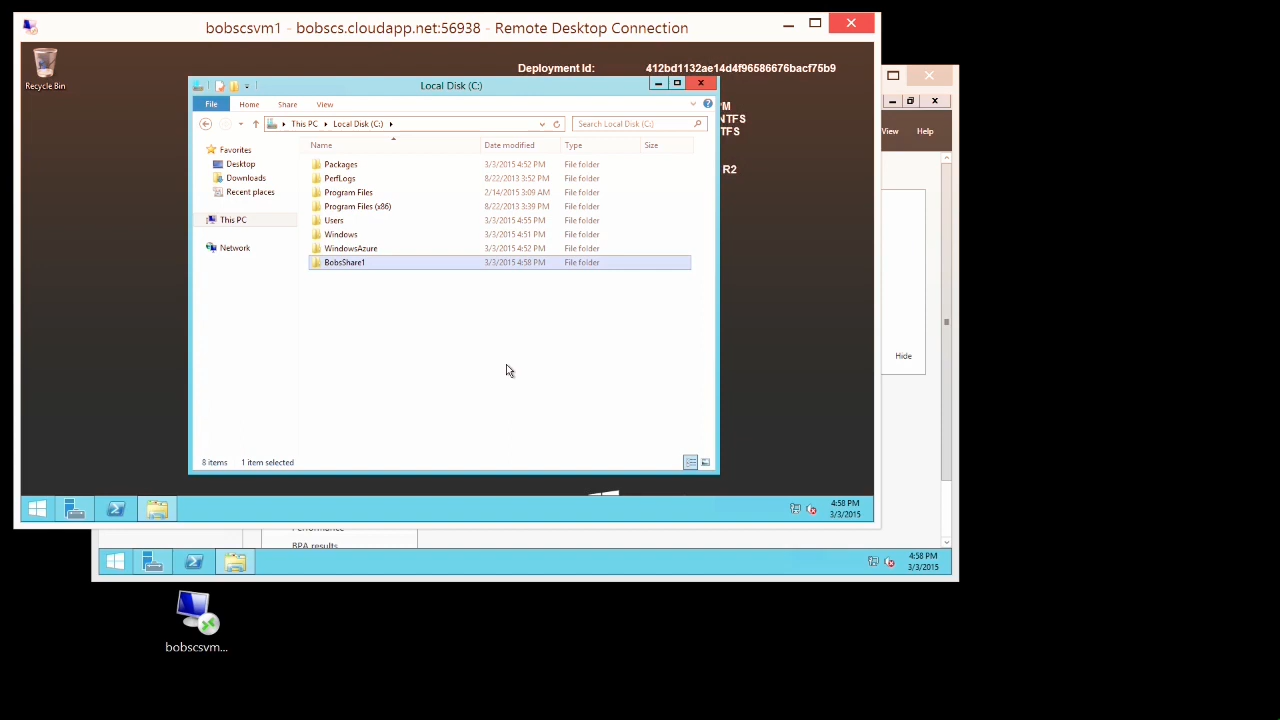 bobscsvm1 - bobscs.cloudapp.net:56938 - Remote Desktop Connection
Recycle Bin
Deployment Id: 412bd1132ae14d4f96586676bacf75b9
Local Disk (C:)
File Home Share View
This PC Local Disk (C:) Search Local Disk (C:)
Name Date modified Type Size
Favorites
Desktop
Downloads
Recent places
This PC
Network
Packages 3/3/2015 4:52 PM File folder
PerfLogs 8/22/2013 3:52 PM File folder
Program Files 2/14/2015 3:09 AM File folder
Program Files (x86) 8/22/2013 3:39 PM File folder
Users 3/3/2015 4:55 PM File folder
Windows 3/3/2015 4:51 PM File folder
WindowsAzure 3/3/2015 4:52 PM File folder
BobsShare1 3/3/2015 4:58 PM File folder
8 items 1 item selected
PM
NTFS
TFS
R2
View Help
Hide
4:58 PM
3/3/2015
Performance
BPA results
4:58 PM
3/3/2015
bobscsvm...